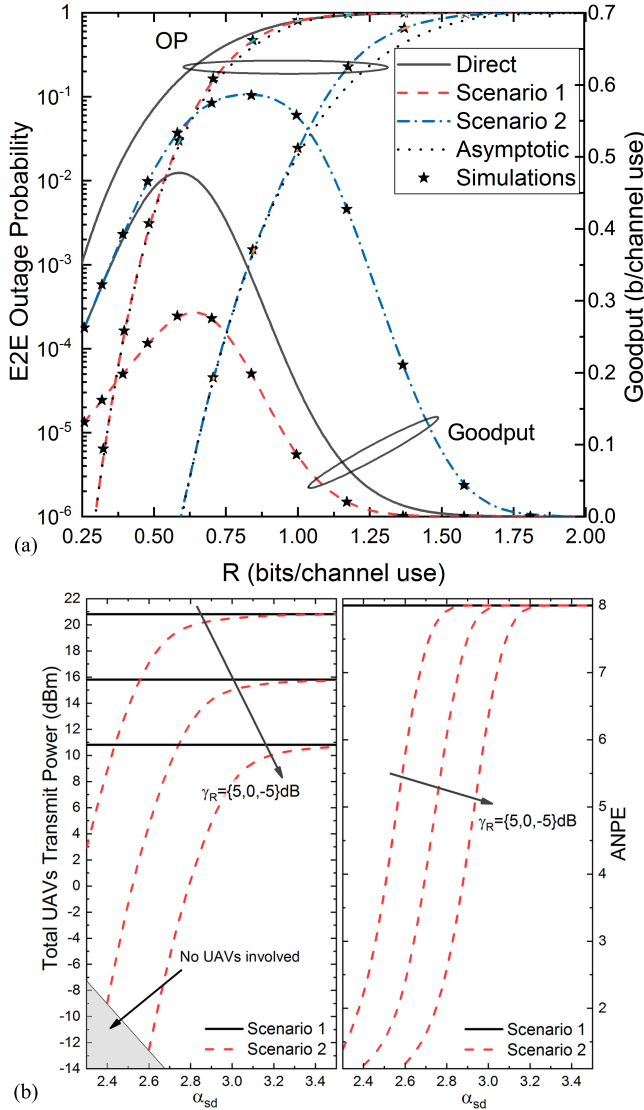 OP
Direct
Scenario 1
Scenario 2
Asymptotic
Simulations
Goodput
E2E Outage Probability
1
10⁻¹
10⁻²
10⁻³
10⁻⁴
10⁻⁵
10⁻⁶
0.7
0.6
0.5
0.4
0.3
0.2
0.1
0.0
Goodput (b/channel use)
0.25 0.50 0.75 1.00 1.25 1.50 1.75 2.00
(a)
R (bits/channel use)
Total UAVs Transmit Power (dBm)
22
20
18
16
14
12
10
8
6
4
2
0
-2
-4
-6
-8
-10
-12
-14
γR={5,0,-5}dB
No UAVs involved
Scenario 1
Scenario 2
2.4 2.6 2.8 3.0 3.2 3.4
αsd
γR={5,0,-5}dB
Scenario 1
Scenario 2
8
7
6
5
4
3
2
ANPE
2.4 2.6 2.8 3.0 3.2 3.4
αsd
(b)